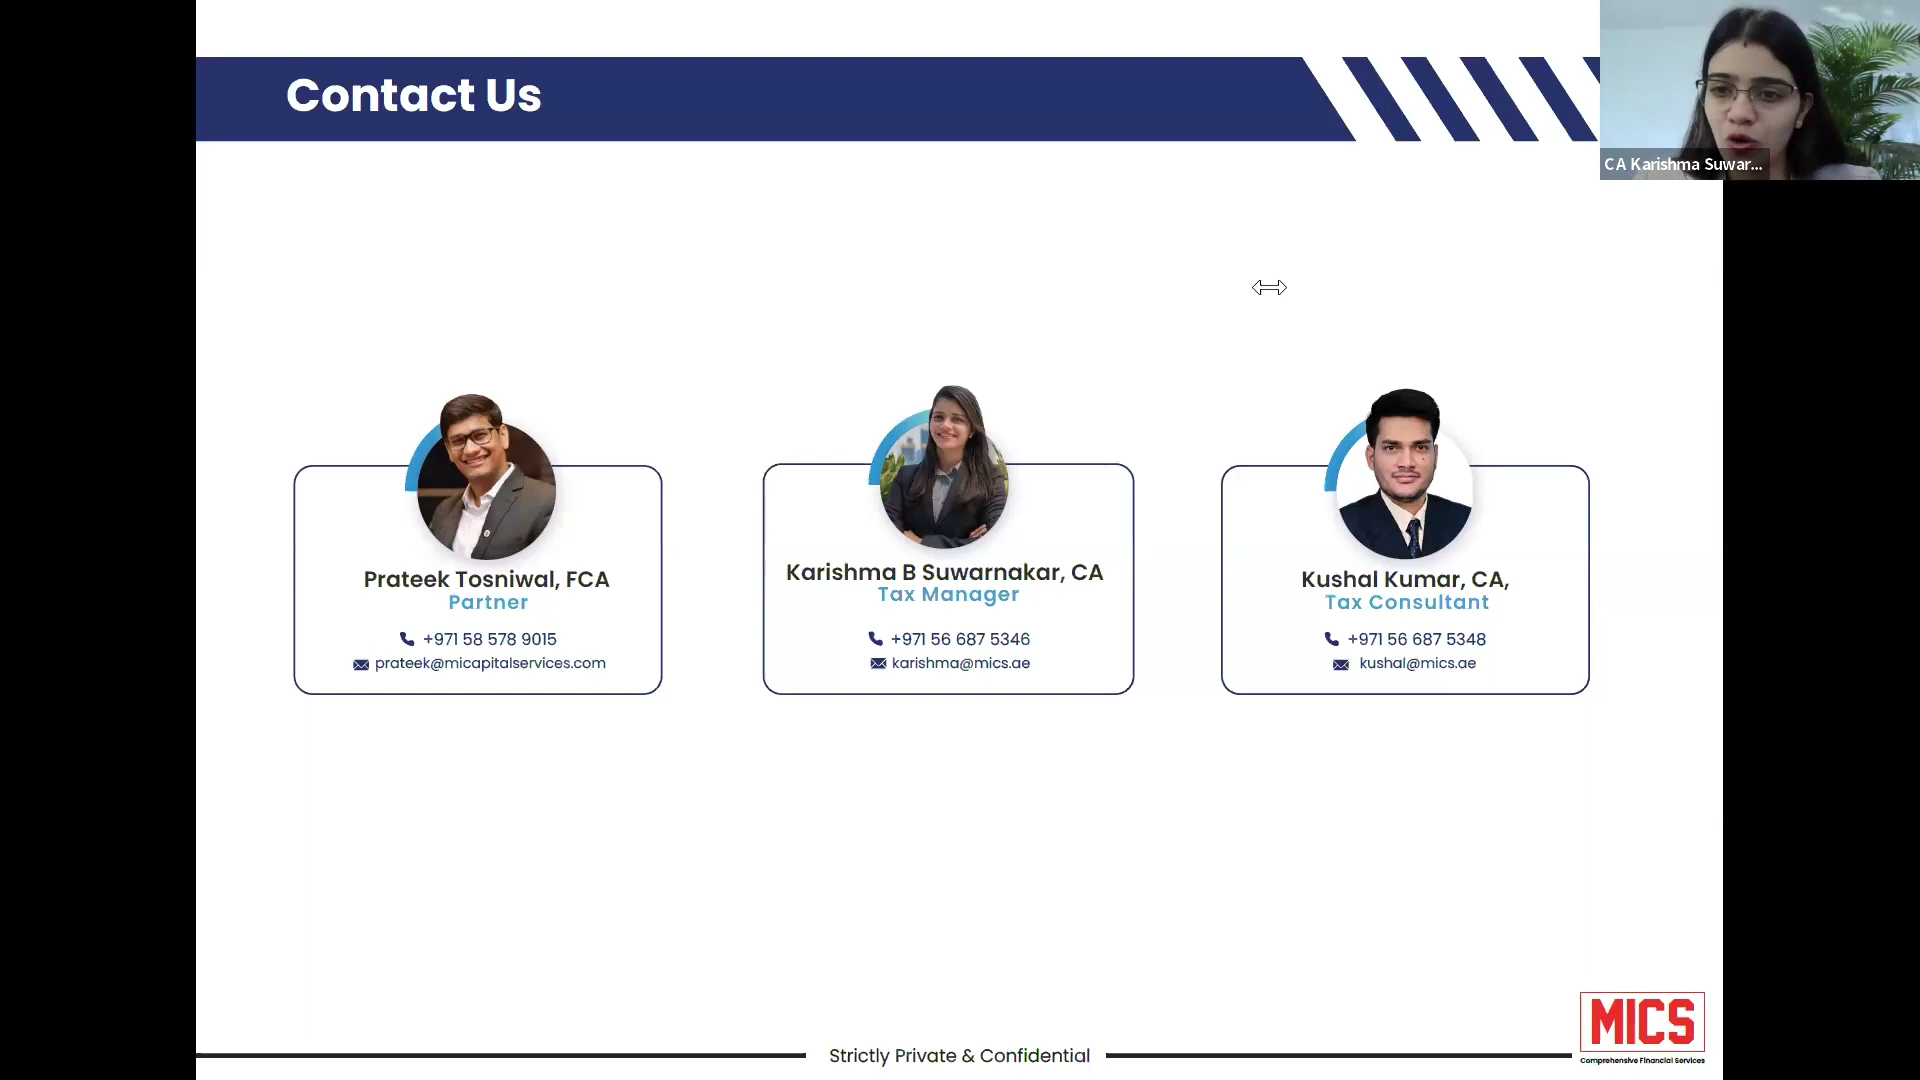 Contact Us
CA Karishma Suwar...
Prateek Tosniwal, FCA
Partner
+971 58 578 9015
prateek@micapitalservices.com
Karishma B Suwarnakar, CA
Tax Manager
+971 56 687 5346
karishma@mics.ae
Kushal Kumar, CA,
Tax Consultant
+971 56 687 5348
kushal@mics.ae
Strictly Private & Confidential
MICS
Comprehensive Financial Services